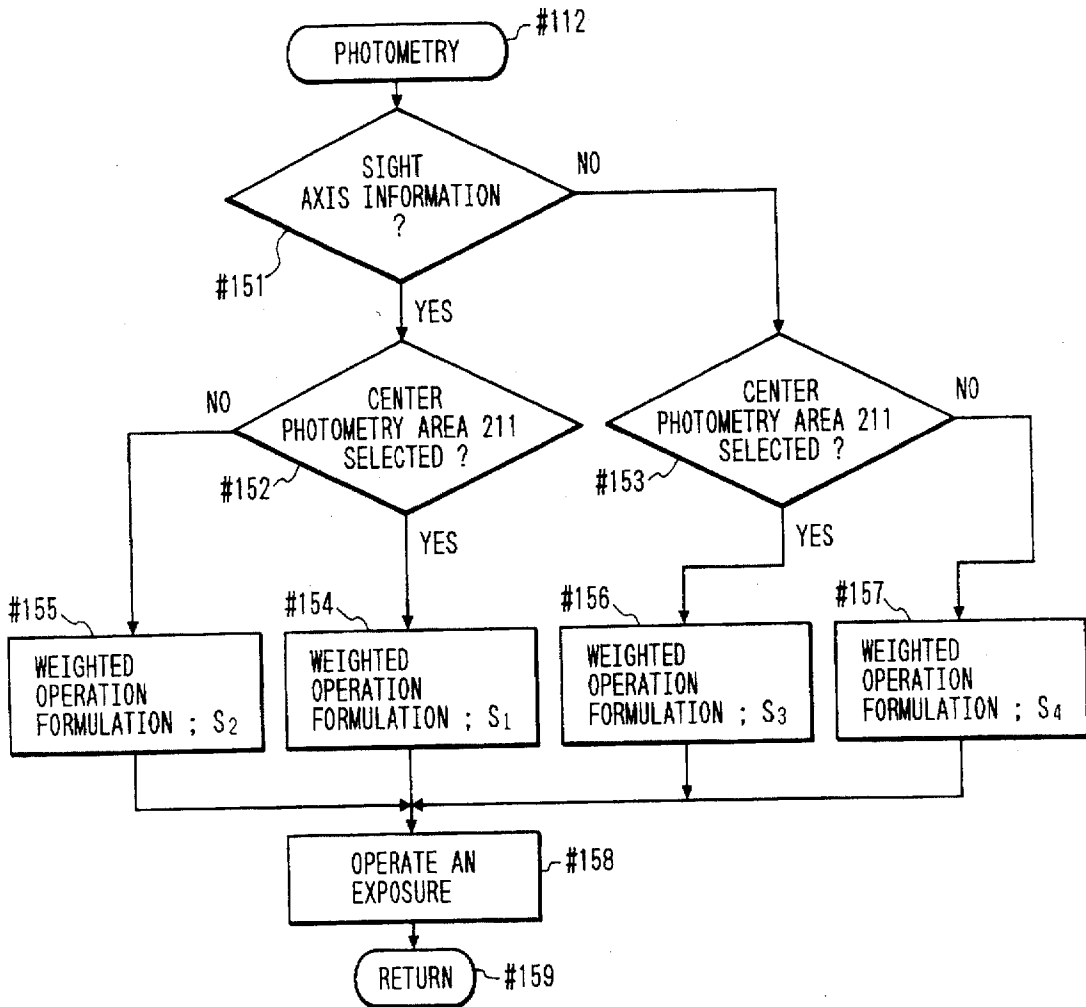 #112
PHOTOMETRY
SIGHT
AXIS INFORMATION
?
NO
#151
YES
CENTER
PHOTOMETRY AREA 211
SELECTED ?
NO
#152
YES
CENTER
PHOTOMETRY AREA 211
SELECTED ?
NO
#153
YES
#155
WEIGHTED
OPERATION
FORMULATION ; S₂
#154
WEIGHTED
OPERATION
FORMULATION ; S₁
#156
WEIGHTED
OPERATION
FORMULATION ; S₃
#157
WEIGHTED
OPERATION
FORMULATION ; S₄
OPERATE AN
EXPOSURE
#158
RETURN
#159